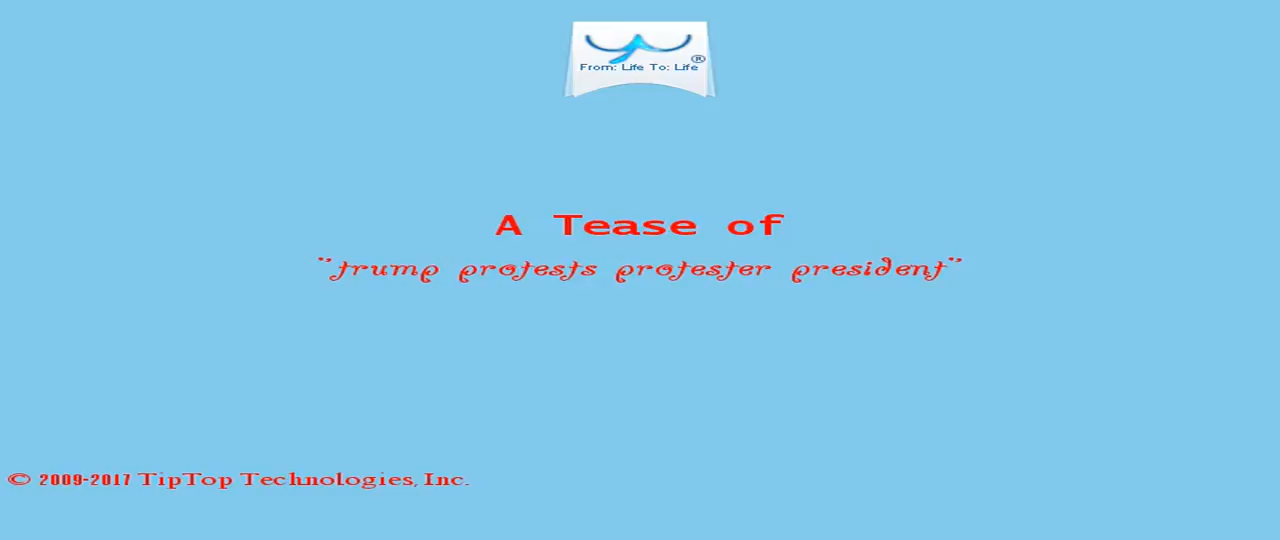 From: Life To: Life ®
A Tease of
"trump protests protester president"
© 2009-2017 TipTop Technologies, Inc.